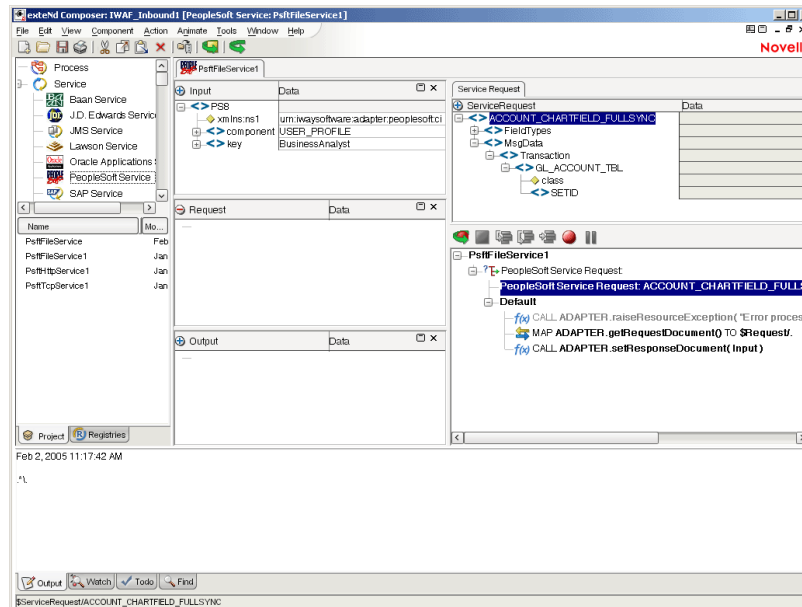 exteNd Composer: IWAF_Inbound1 [PeopleSoft Service: PsftFileService1]
File Edit View Component Action Animate Tools Window Help
Novell
Process
Service
Baan Service
J.D. Edwards Servic
JMS Service
Lawson Service
Oracle Applications
PeopleSoft Service
SAP Service
Name Mo...
PsftFileService Feb
PsftFileService1 Jan
PsftHttpService1 Jan
PsftTcpService1 Jan
Project Registries
PsftFileService1
Input Data
PS8
xmlns:ns1 urn:iwaysoftware:adapter:peoplesoft:ci
component USER_PROFILE
key BusinessAnalyst
Request Data
Output Data
Service Request
ServiceRequest Data
ACCOUNT_CHARTFIELD_FULLSYNC
FieldTypes
MsgData
Transaction
GL_ACCOUNT_TBL
class
SETID
PsftFileService1
PeopleSoft Service Request:
PeopleSoft Service Request: ACCOUNT_CHARTFIELD_FULLS
Default
f(x) CALL ADAPTER.raiseResourceException( "Error proces
MAP ADAPTER.getRequestDocument() TO $Request/.
f(x) CALL ADAPTER.setResponseDocument( Input )
Feb 2, 2005 11:17:42 AM
Output Watch Todo Find
$ServiceRequest/ACCOUNT_CHARTFIELD_FULLSYNC